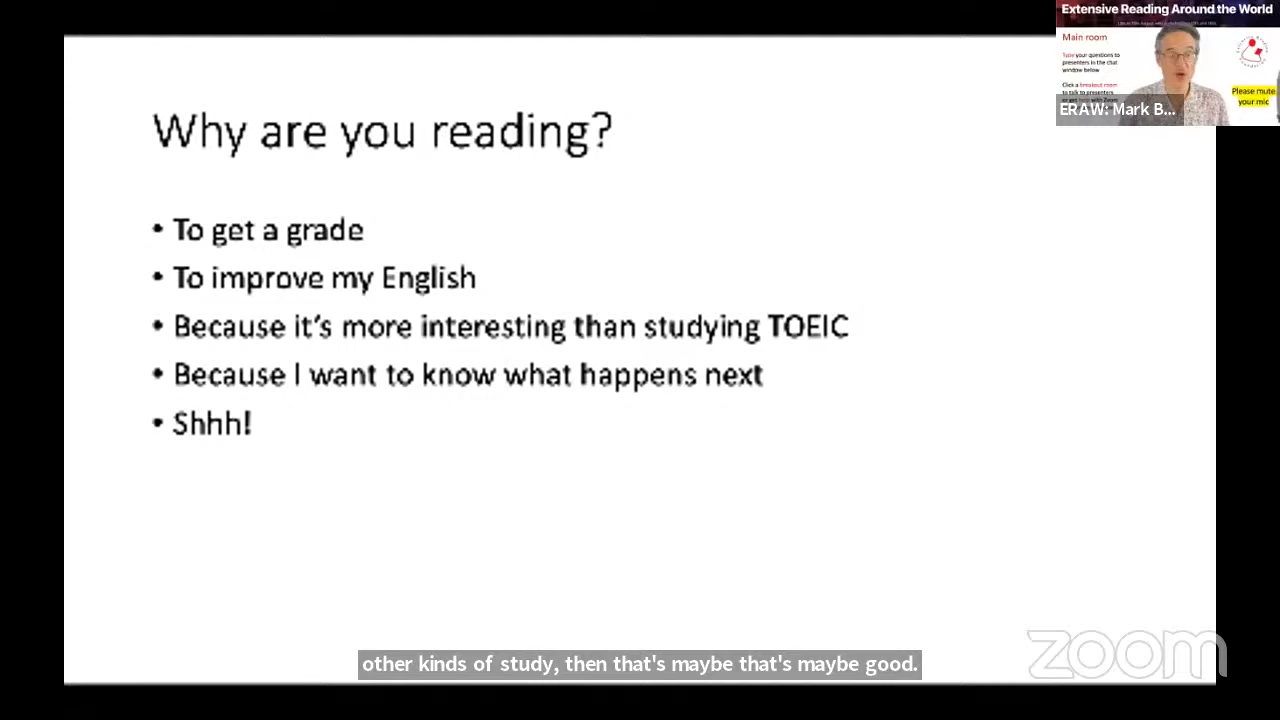 Extensive Reading Around the World
Main room
Type your questions to
presenters in the chat
window below
Click a breakout room
to talk to presenters
ERAW: Mark B...
Please mute
your mic
Why are you reading?
• To get a grade
• To improve my English
• Because it's more interesting than studying TOEIC
• Because I want to know what happens next
• Shhh!
other kinds of study, then that's maybe that's maybe good.
zoom